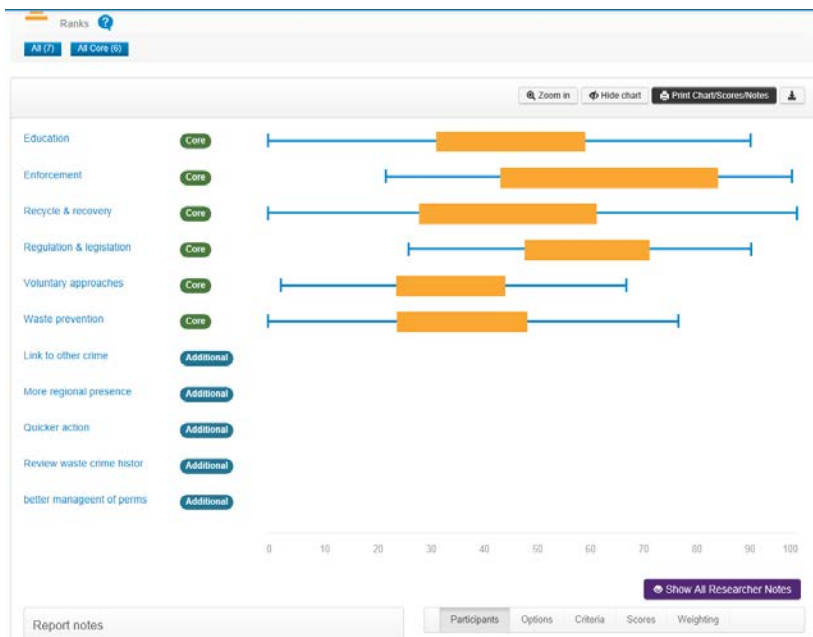 Ranks ?
All (7) All Core (6)
Zoom in Hide chart Print Chart/Scores/Notes
Education Core
Enforcement Core
Recycle & recovery Core
Regulation & legislation Core
Voluntary approaches Core
Waste prevention Core
Link to other crime Additional
More regional presence Additional
Quicker action Additional
Review waste crime histor Additional
better manageent of perms Additional
0 10 20 30 40 50 60 70 80 90 100
Show All Researcher Notes
Report notes
Participants Options Criteria Scores Weighting